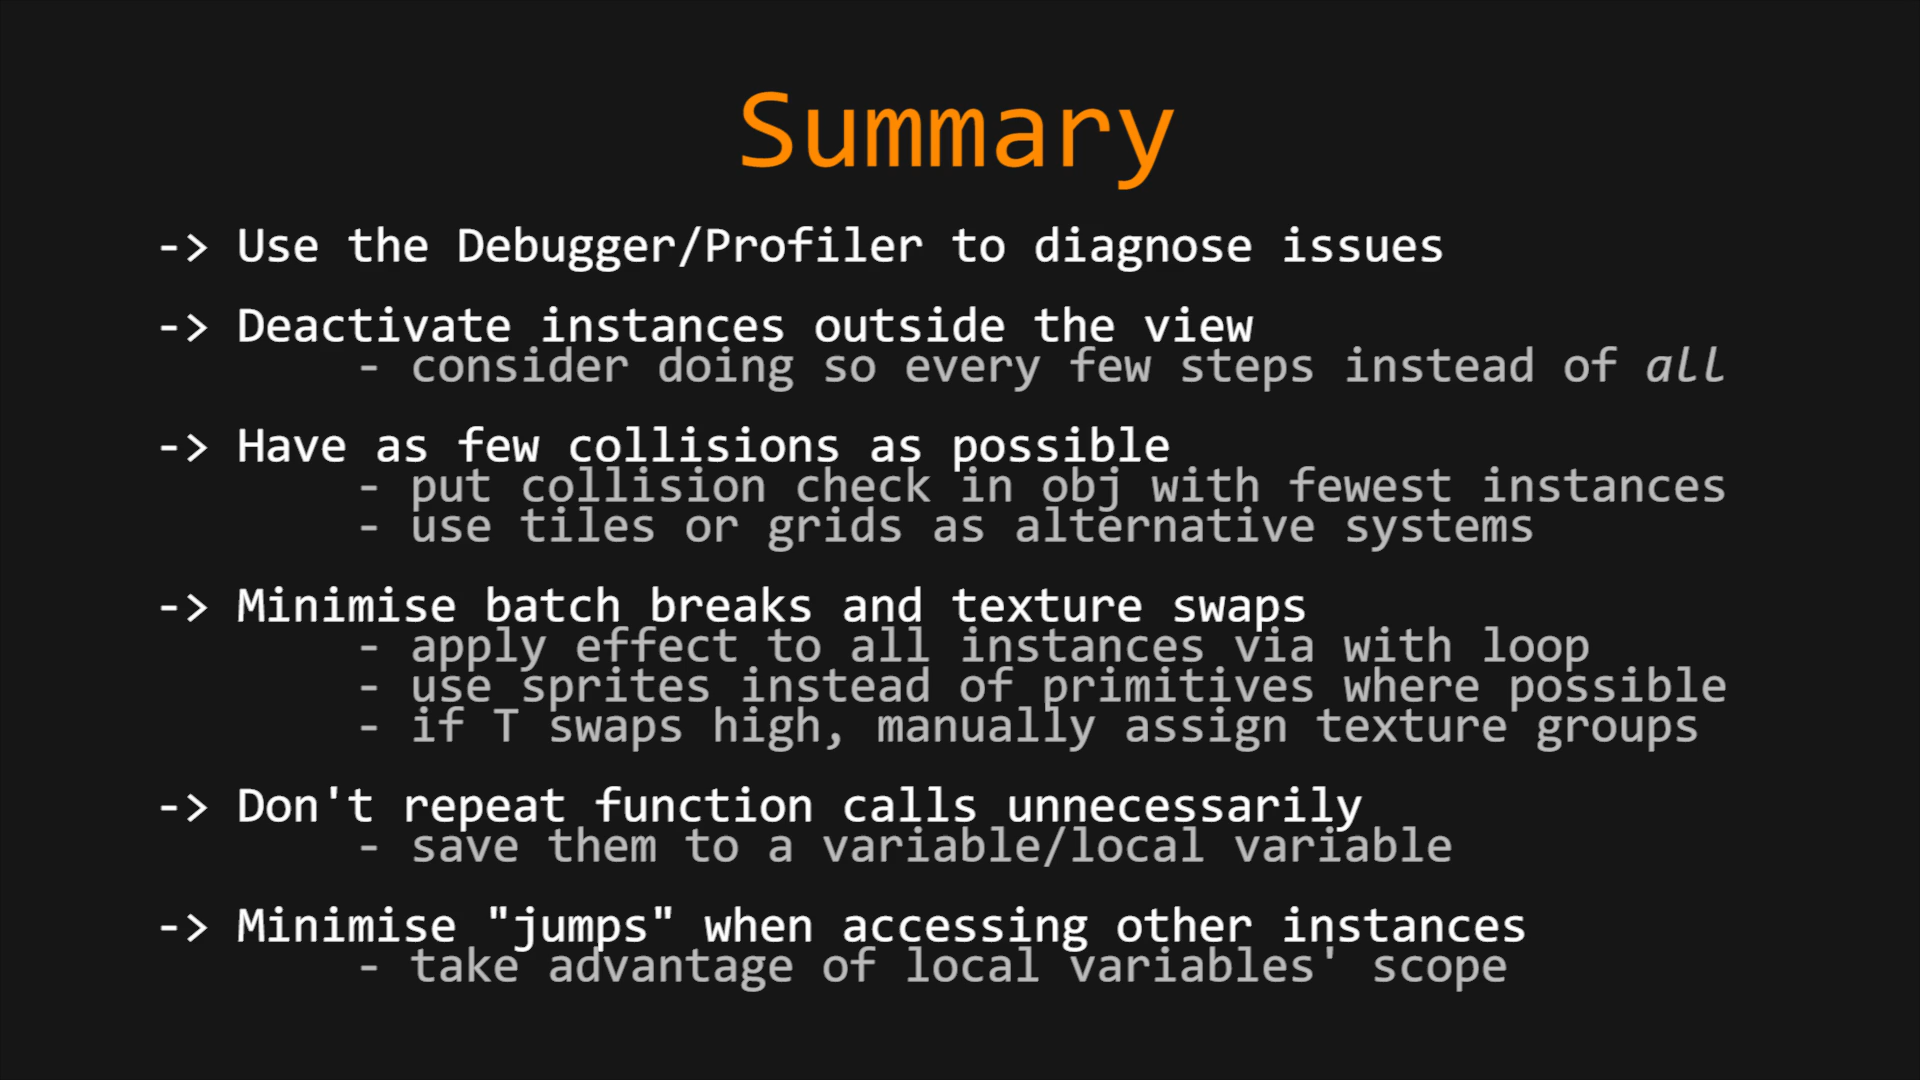 Summary
-> Use the Debugger/Profiler to diagnose issues
-> Deactivate instances outside the view
- consider doing so every few steps instead of all
-> Have as few collisions as possible
- put collision check in obj with fewest instances
- use tiles or grids as alternative systems
-> Minimise batch breaks and texture swaps
- apply effect to all instances via with loop
- use sprites instead of primitives where possible
- if T swaps high, manually assign texture groups
-> Don't repeat function calls unnecessarily
- save them to a variable/local variable
-> Minimise "jumps" when accessing other instances
- take advantage of local variables' scope